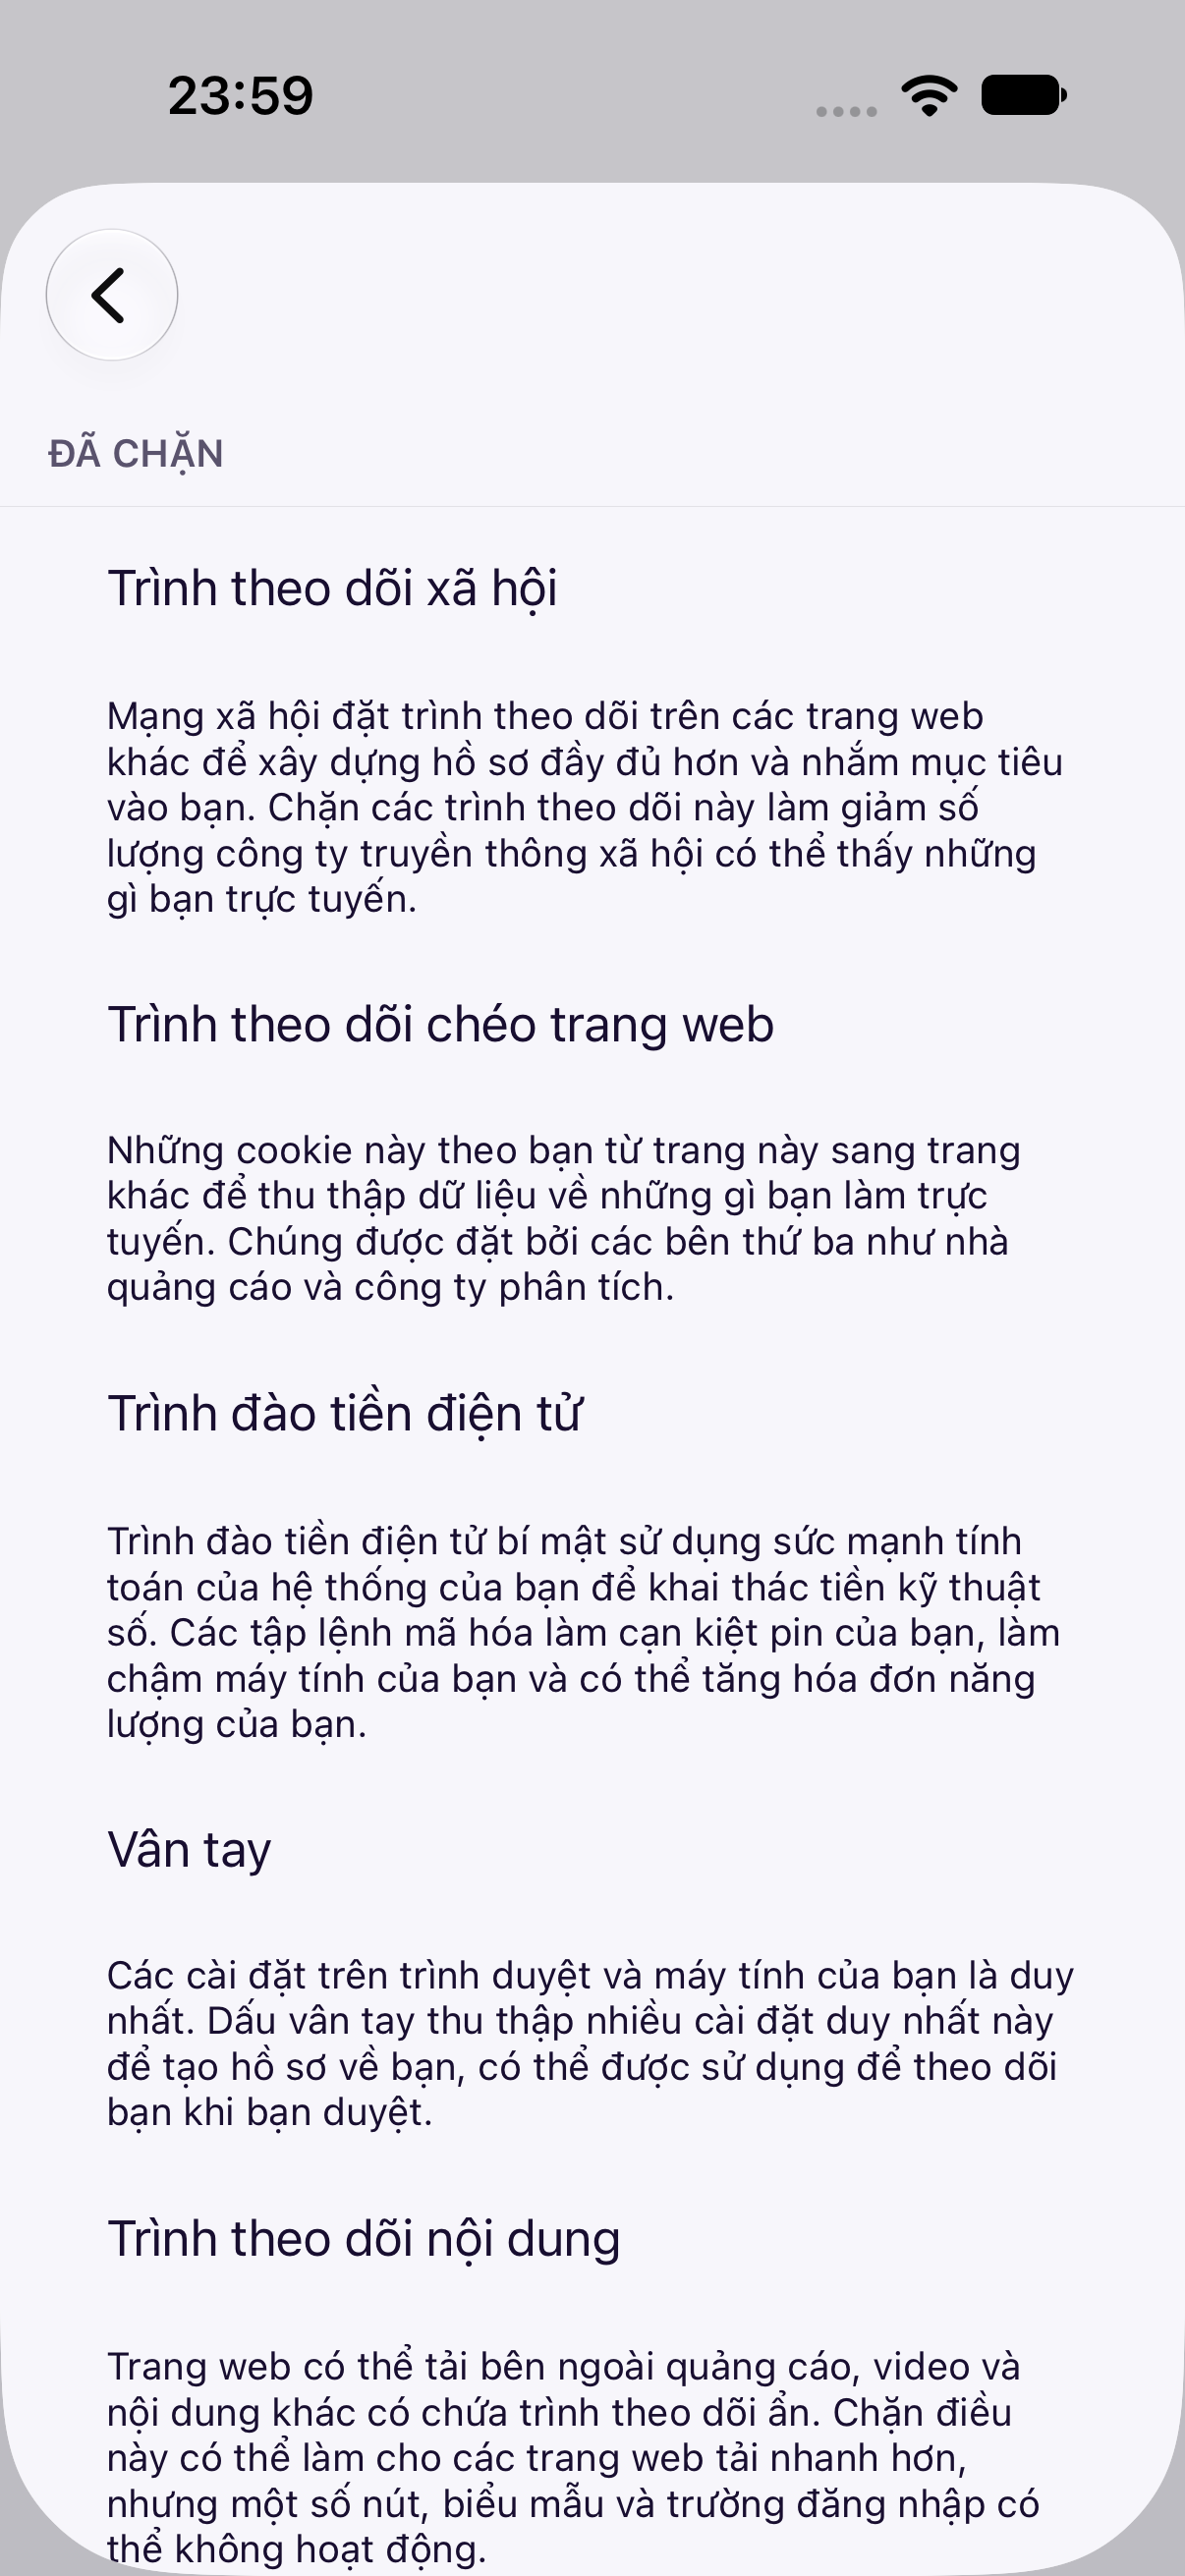 23:59
ĐÃ CHẶN
Trình theo dõi xã hội
Mạng xã hội đặt trình theo dõi trên các trang web
khác để xây dựng hồ sơ đầy đủ hơn và nhắm mục tiêu
vào bạn. Chặn các trình theo dõi này làm giảm số
lượng công ty truyền thông xã hội có thể thấy những
gì bạn trực tuyến.
Trình theo dõi chéo trang web
Những cookie này theo bạn từ trang này sang trang
khác để thu thập dữ liệu về những gì bạn làm trực
tuyến. Chúng được đặt bởi các bên thứ ba như nhà
quảng cáo và công ty phân tích.
Trình đào tiền điện tử
Trình đào tiền điện tử bí mật sử dụng sức mạnh tính
toán của hệ thống của bạn để khai thác tiền kỹ thuật
số. Các tập lệnh mã hóa làm cạn kiệt pin của bạn, làm
chậm máy tính của bạn và có thể tăng hóa đơn năng
lượng của bạn.
Vân tay
Các cài đặt trên trình duyệt và máy tính của bạn là duy
nhất. Dấu vân tay thu thập nhiều cài đặt duy nhất này
để tạo hồ sơ về bạn, có thể được sử dụng để theo dõi
bạn khi bạn duyệt.
Trình theo dõi nội dung
Trang web có thể tải bên ngoài quảng cáo, video và
nội dung khác có chứa trình theo dõi ẩn. Chặn điều
này có thể làm cho các trang web tải nhanh hơn,
nhưng một số nút, biểu mẫu và trường đăng nhập có
thể không hoạt động.